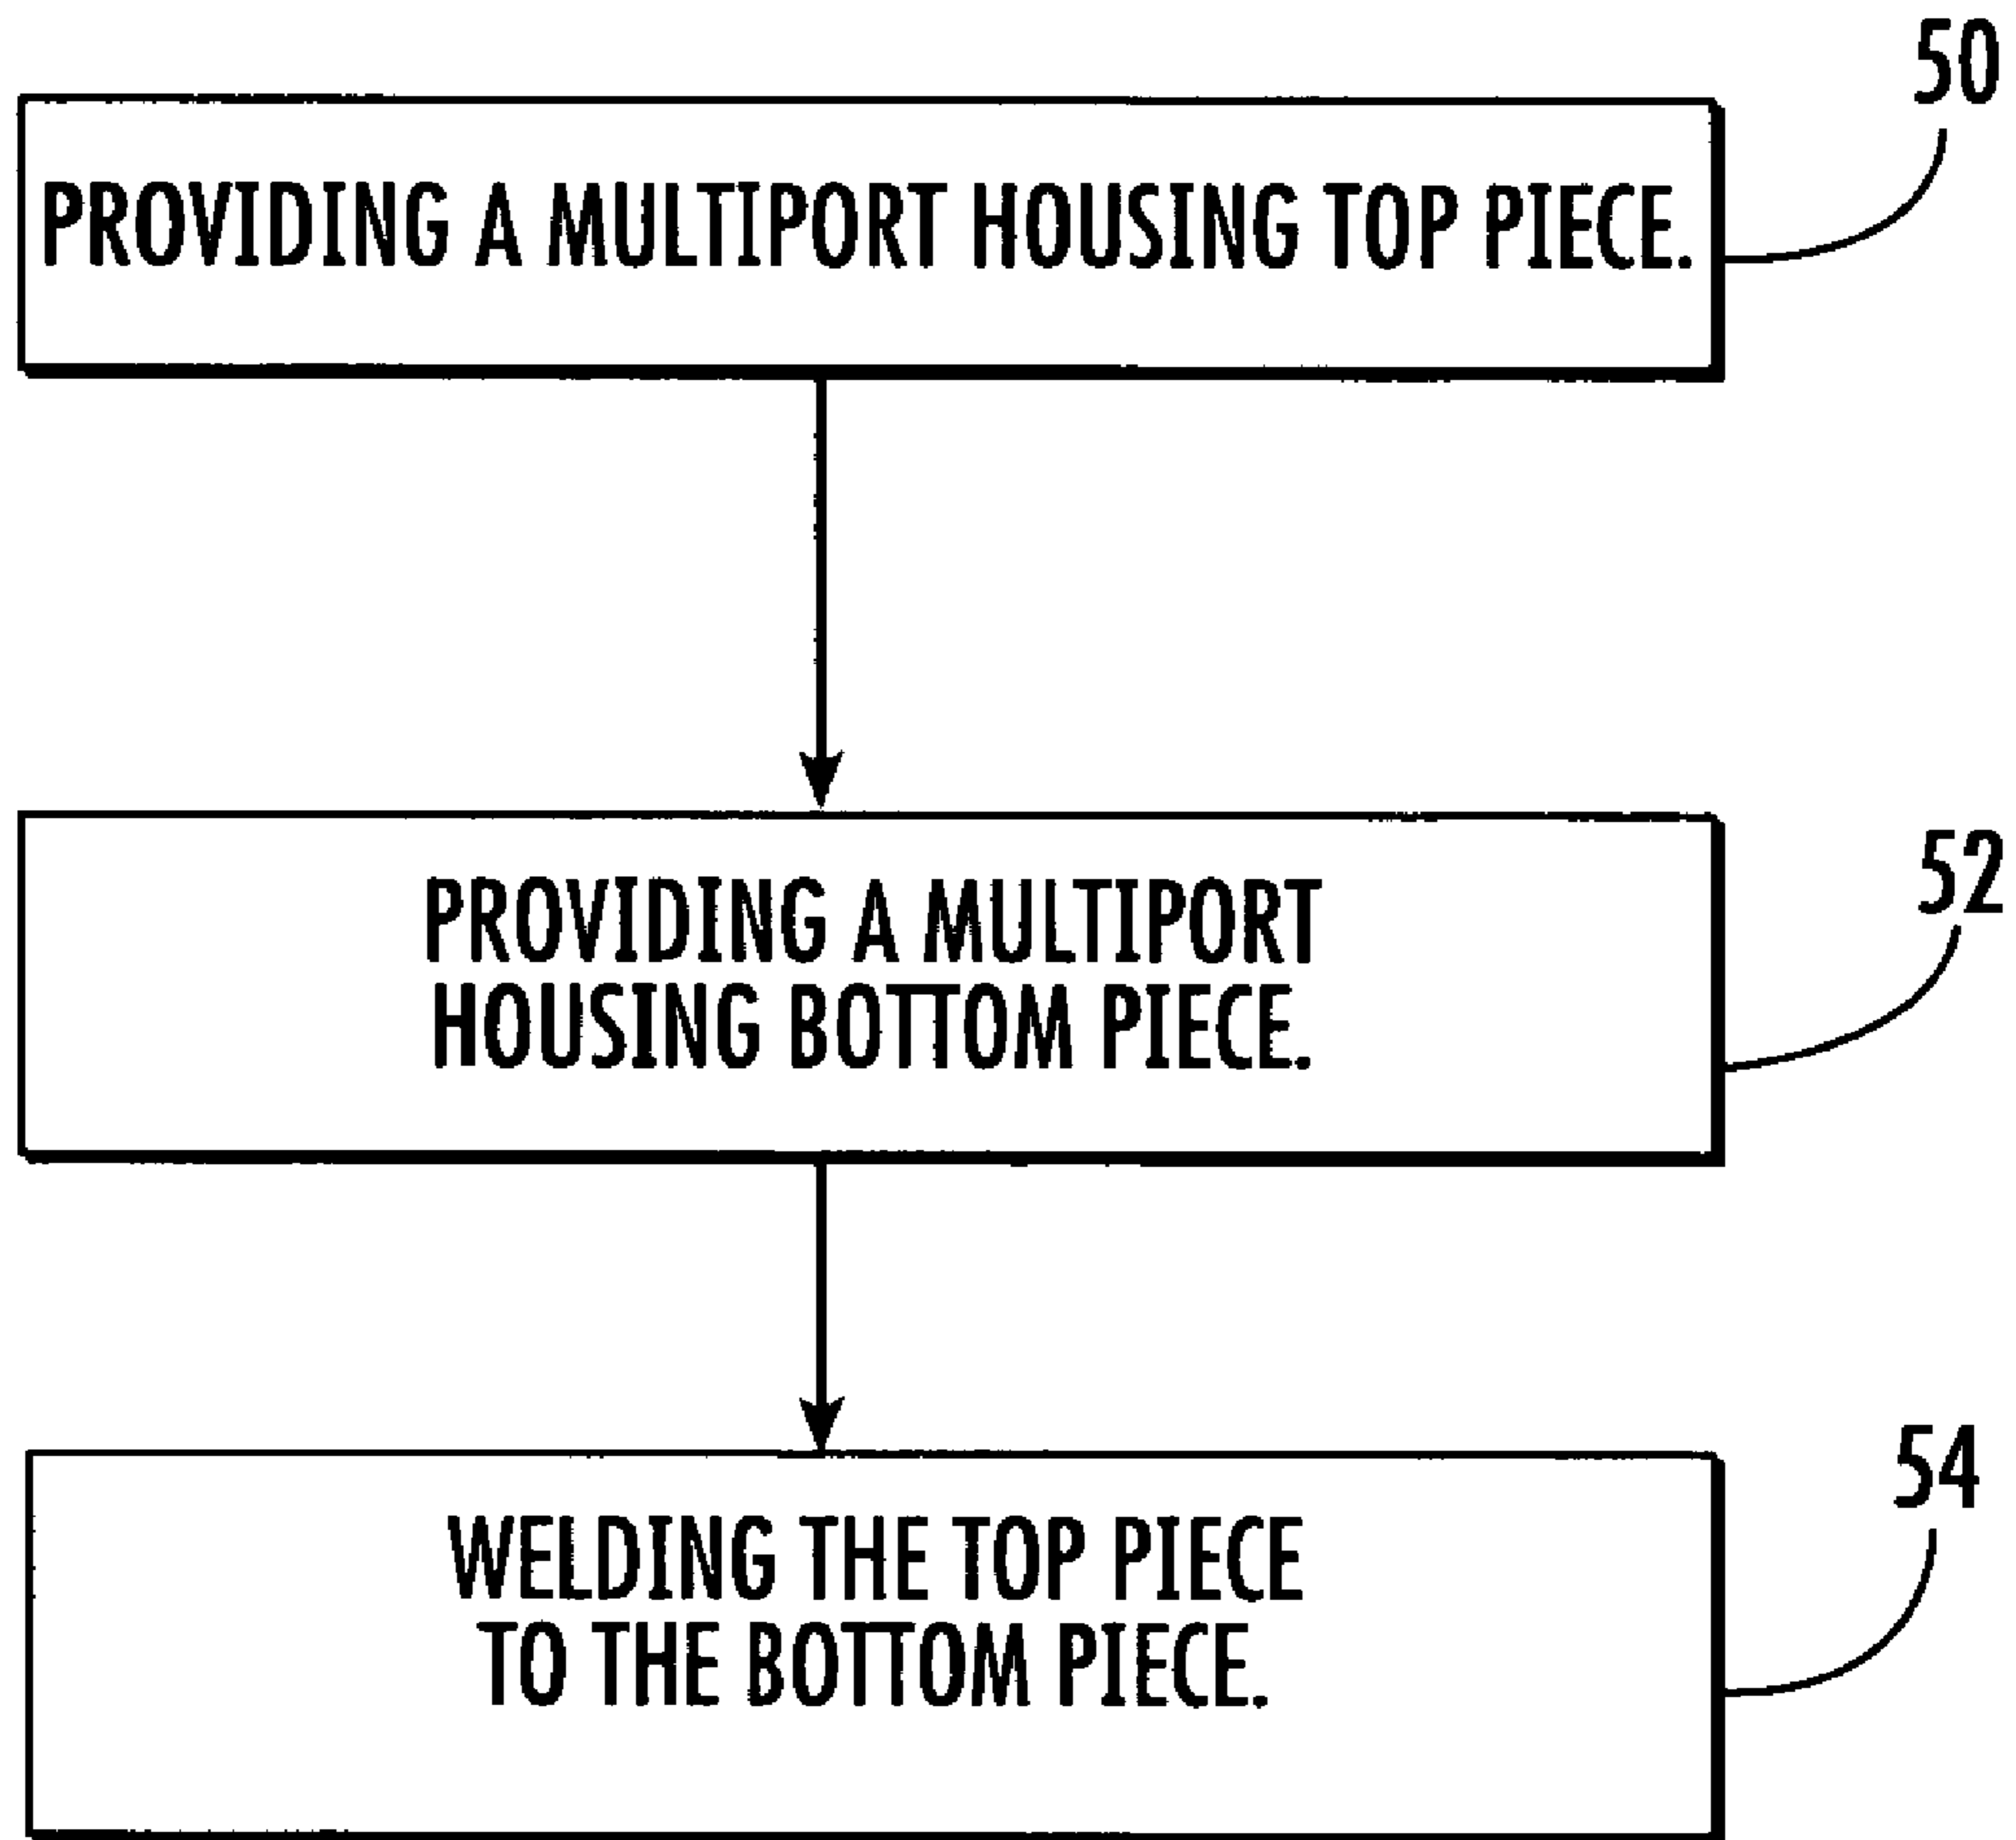 50
PROVIDING A MULTIPORT HOUSING TOP PIECE.
52
PROVIDING A MULTIPORT
HOUSING BOTTOM PIECE.
54
WELDING THE TOP PIECE
TO THE BOTTOM PIECE.